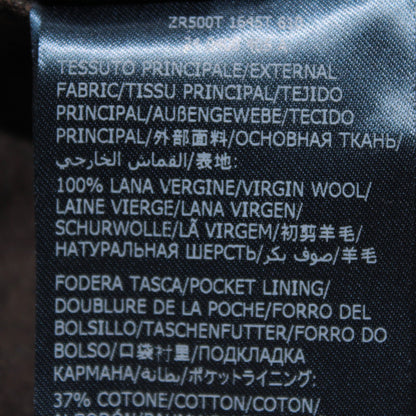 ZR500T 1645T 610
TESSUTO PRINCIPALE/EXTERNAL
FABRIC/TISSU PRINCIPAL/TEJIDO
PRINCIPAL/AUßENGEWEBE/TECIDO
PRINCIPAL/外部面料/ОСНОВНАЯ ТКАНЬ/
القماش الخارجي/表地:
100% LANA VERGINE/VIRGIN WOOL/
LAINE VIERGE/LANA VIRGEN/
SCHURWOLLE/LÃ VIRGEM/初剪羊毛/
НАТУРАЛЬНАЯ ШЕРСТЬ/صوف بكر/羊毛
FODERA TASCA/POCKET LINING/
DOUBLURE DE LA POCHE/FORRO DEL
BOLSILLO/TASCHENFUTTER/FORRO DO
BOLSO/口袋衬里/ПОДКЛАДКА
КАРМАНА/بطانة/ポケットライニング:
37% COTONE/COTTON/COTON/